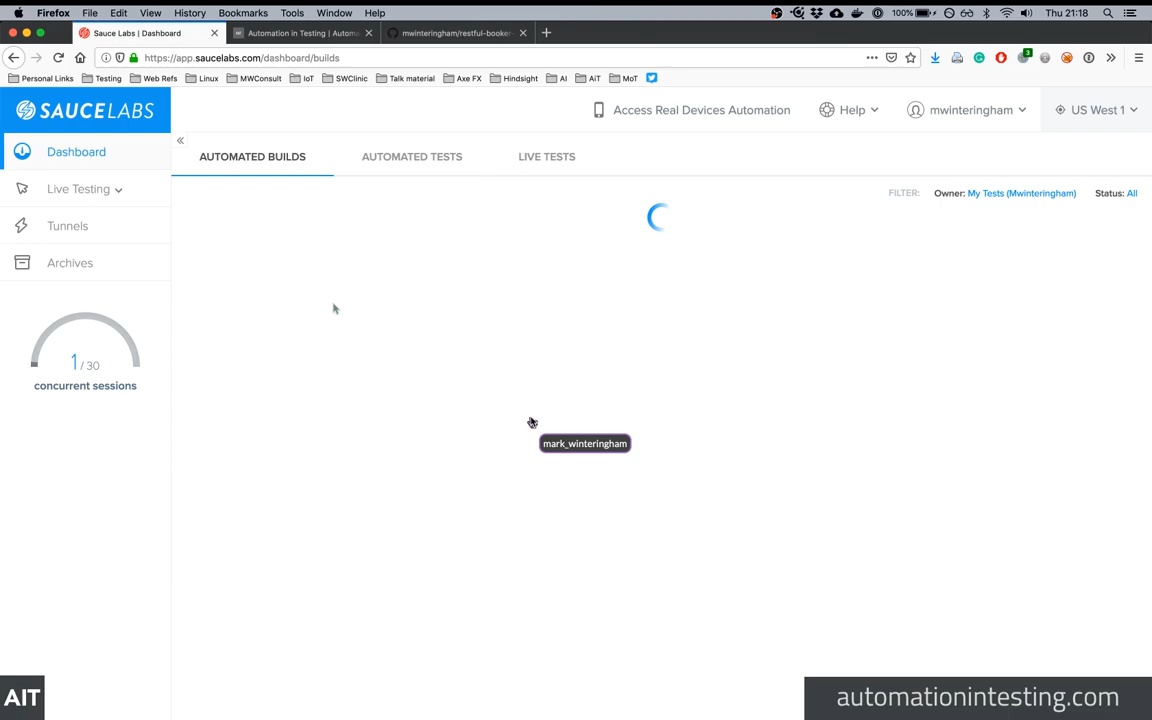 Firefox File Edit View History Bookmarks Tools Window Help 100% Thu 21:18
Sauce Labs | Dashboard Automation in Testing | Automa mwinteringham/restful-booker-
https://app.saucelabs.com/dashboard/builds 3
Personal Links Testing Web Refs Linux MWConsult IoT SWClinic Talk material Axe FX Hindsight AI AiT MoT
SAUCELABS Access Real Devices Automation Help mwinteringham US West 1
Dashboard
Live Testing
Tunnels
Archives
1 / 30
concurrent sessions
AUTOMATED BUILDS AUTOMATED TESTS LIVE TESTS
FILTER: Owner: My Tests (Mwinteringham) Status: All
mark_winteringham
AIT
automationintesting.com